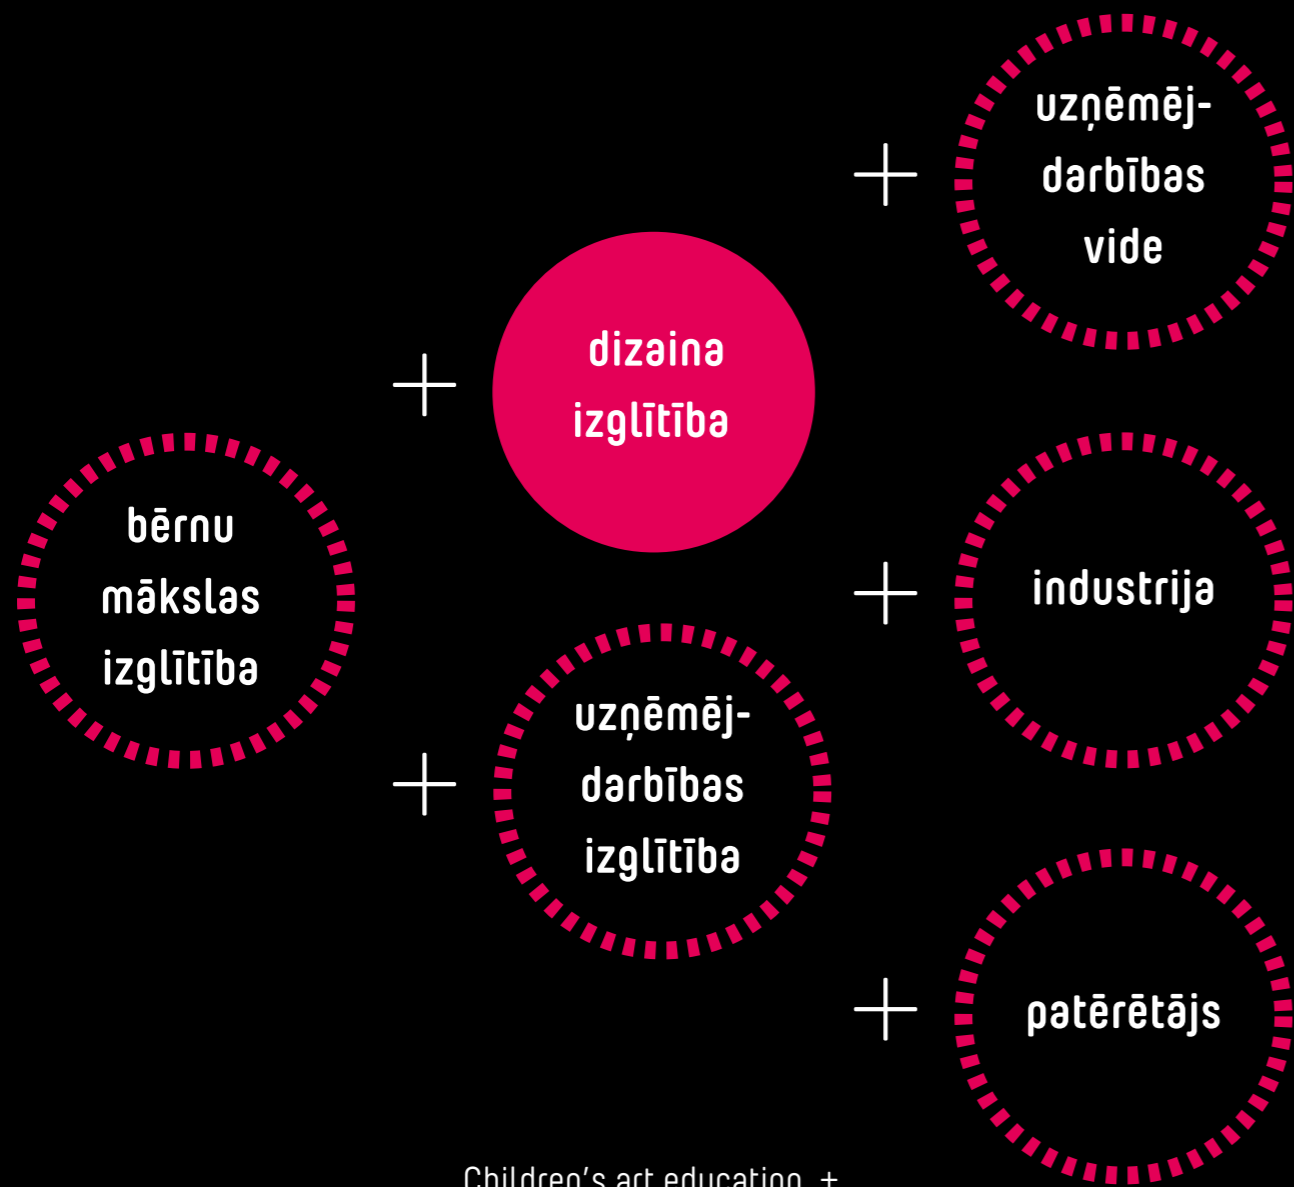 bērnu
mākslas
izglītība
+
dizaina
izglītība
+
uzņēmēj-
darbības
izglītība
+
uzņēmēj-
darbības
vide
+
industrija
+
patērētājs
Children's art education +